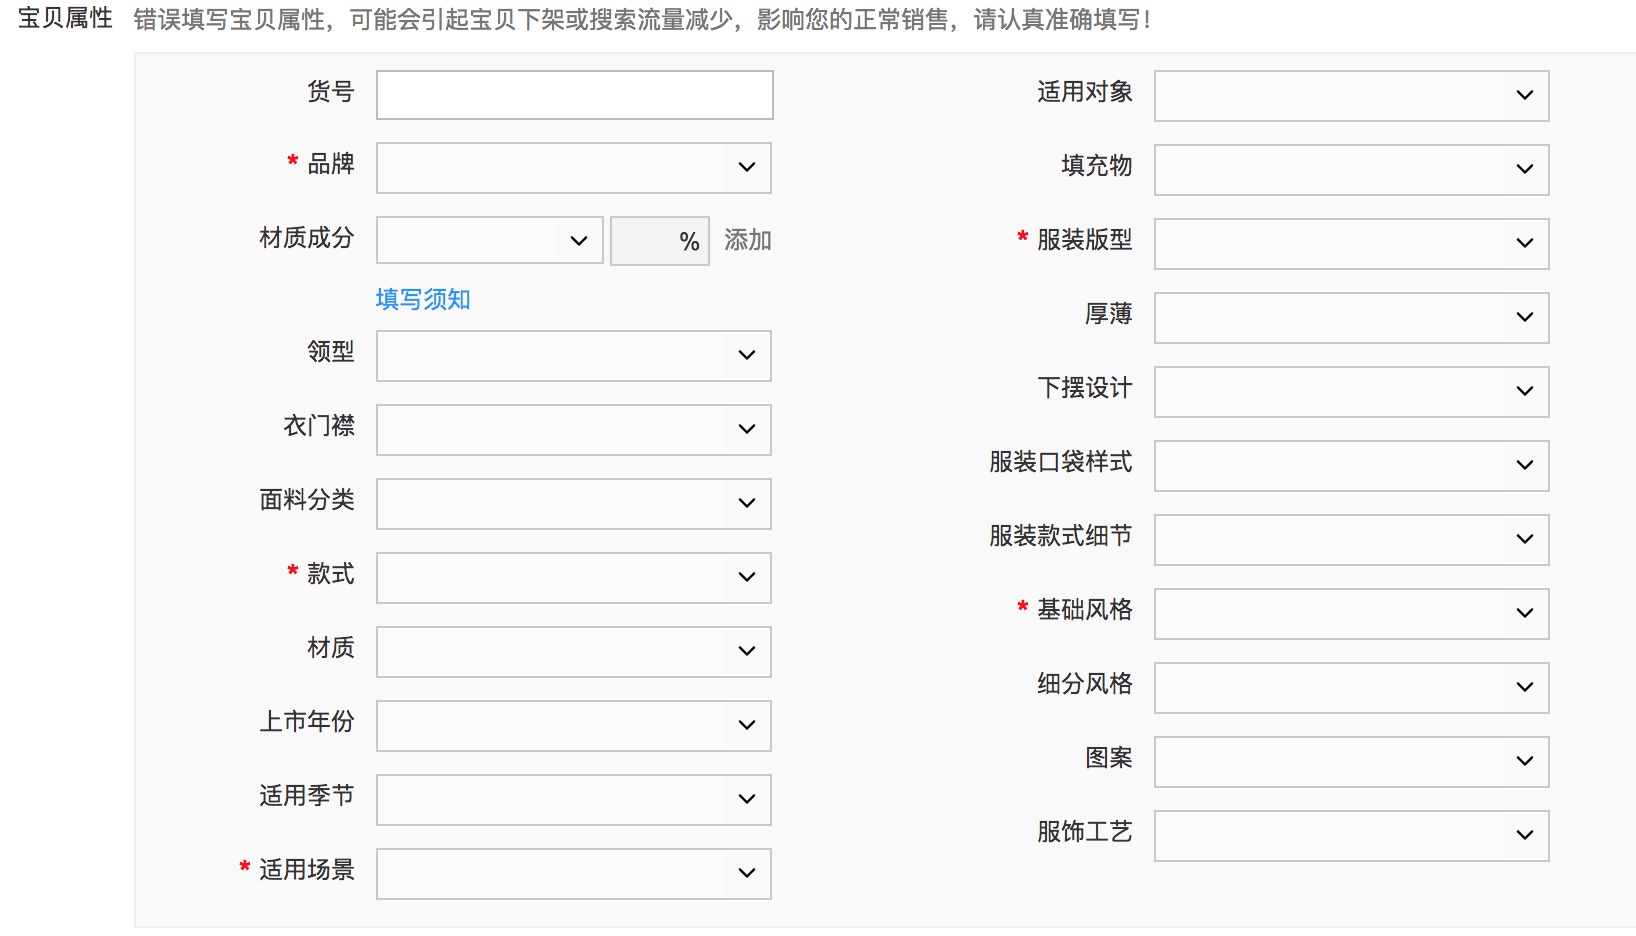 宝贝属性 错误填写宝贝属性，可能会引起宝贝下架或搜索流量减少，影响您的正常销售，请认真准确填写！
货号
* 品牌
材质成分 % 添加
填写须知
领型
衣门襟
面料分类
* 款式
材质
上市年份
适用季节
* 适用场景
适用对象
填充物
* 服装版型
厚薄
下摆设计
服装口袋样式
服装款式细节
* 基础风格
细分风格
图案
服饰工艺